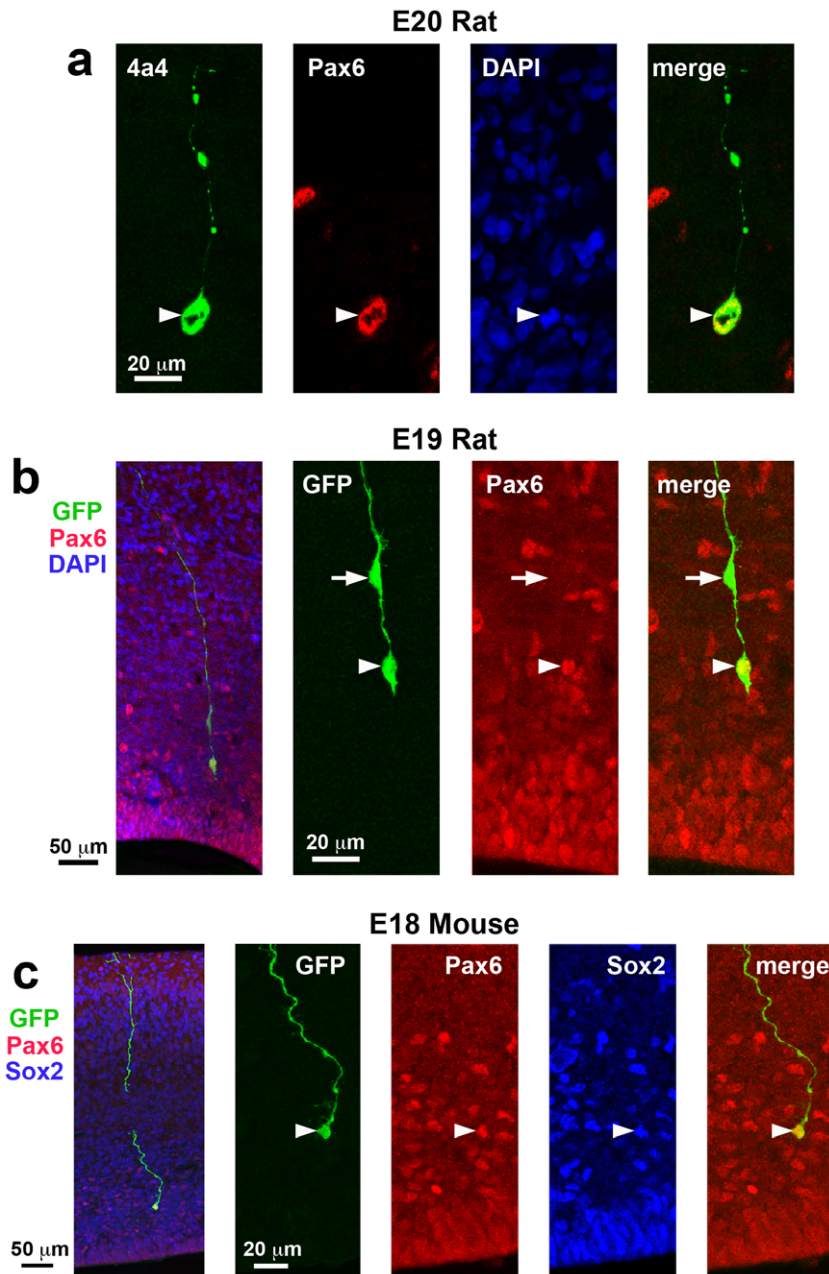 E20 Rat
a
4a4
Pax6
DAPI
merge
20 μm
E19 Rat
b
GFP
Pax6
DAPI
GFP
Pax6
merge
50 μm
20 μm
E18 Mouse
c
GFP
Pax6
Sox2
GFP
Pax6
Sox2
merge
50 μm
20 μm